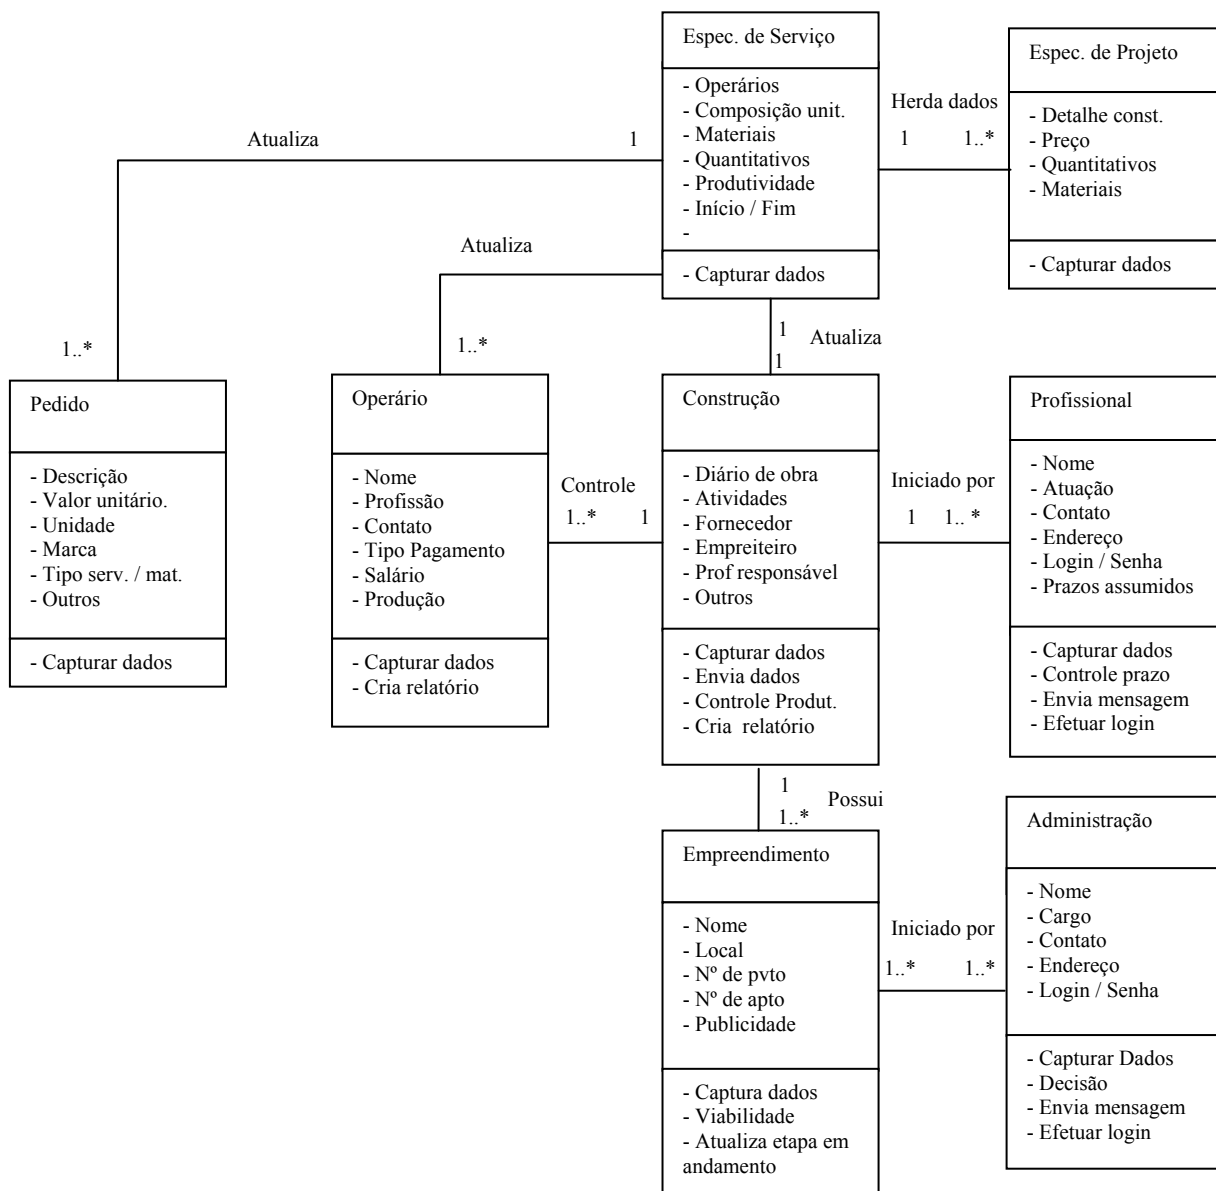 Espec. de Serviço
- Operários
- Composição unit.
- Materiais
- Quantitativos
- Produtividade
- Início / Fim
-
- Capturar dados
Herda dados
1 1..*
Espec. de Projeto
- Detalhe const.
- Preço
- Quantitativos
- Materiais
- Capturar dados
Atualiza
1
1..*
Atualiza
1..*
1
Atualiza
1
Pedido
- Descrição
- Valor unitário.
- Unidade
- Marca
- Tipo serv. / mat.
- Outros
- Capturar dados
Operário
- Nome
- Profissão
- Contato
- Tipo Pagamento
- Salário
- Produção
- Capturar dados
- Cria relatório
Controle
1..* 1
Construção
- Diário de obra
- Atividades
- Fornecedor
- Empreiteiro
- Prof responsável
- Outros
- Capturar dados
- Envia dados
- Controle Produt.
- Cria relatório
Iniciado por
1 1.. *
Profissional
- Nome
- Atuação
- Contato
- Endereço
- Login / Senha
- Prazos assumidos
- Capturar dados
- Controle prazo
- Envia mensagem
- Efetuar login
1
Possui
1..*
Empreendimento
- Nome
- Local
- Nº de pvto
- Nº de apto
- Publicidade
- Captura dados
- Viabilidade
- Atualiza etapa em
andamento
Iniciado por
1..* 1..*
Administração
- Nome
- Cargo
- Contato
- Endereço
- Login / Senha
- Capturar Dados
- Decisão
- Envia mensagem
- Efetuar login